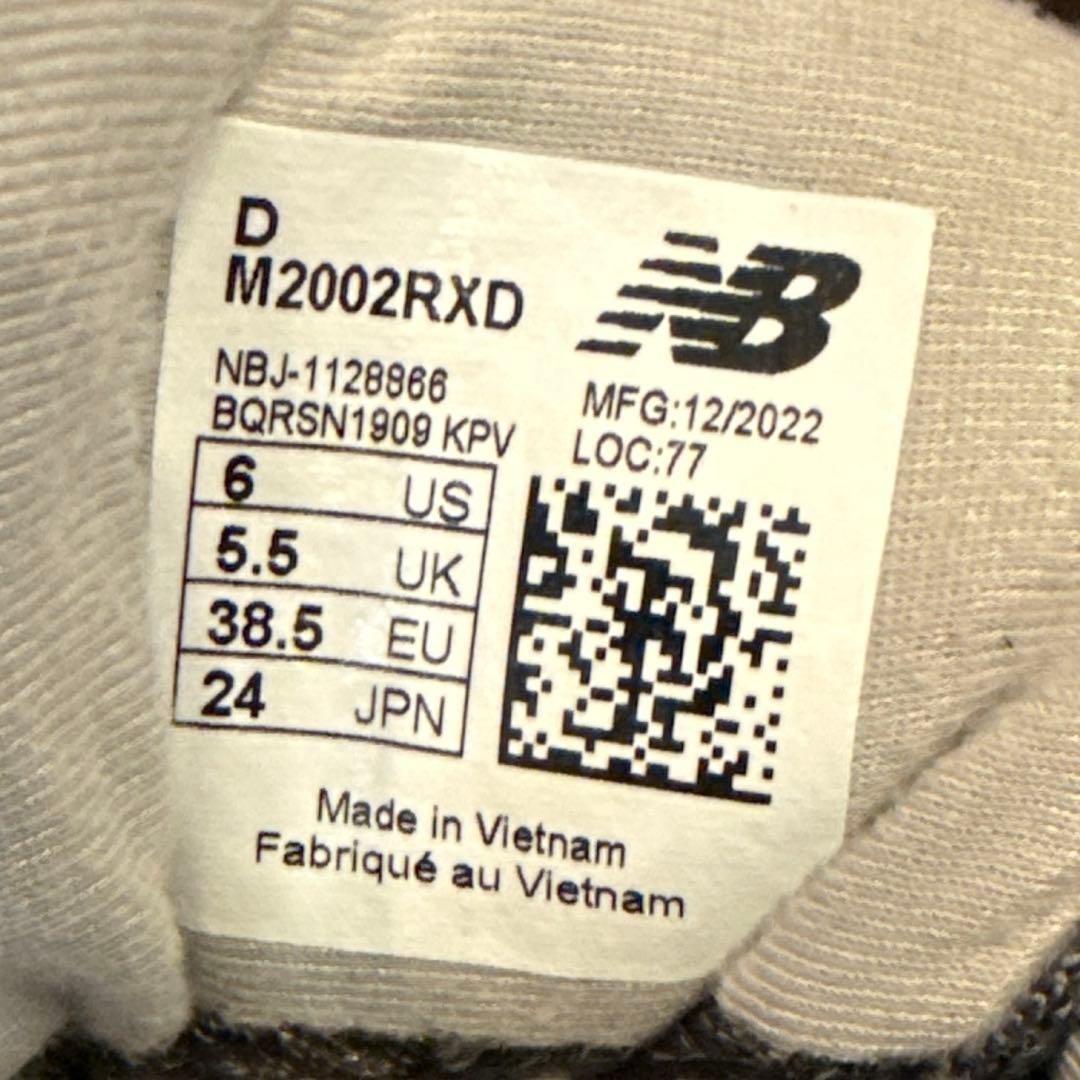 D
M2002RXD
NB
NBJ-1128866
BQRSN1909 KPV
MFG:12/2022
LOC:77
6 US
5.5 UK
38.5 EU
24 JPN
Made in Vietnam
Fabriqué au Vietnam